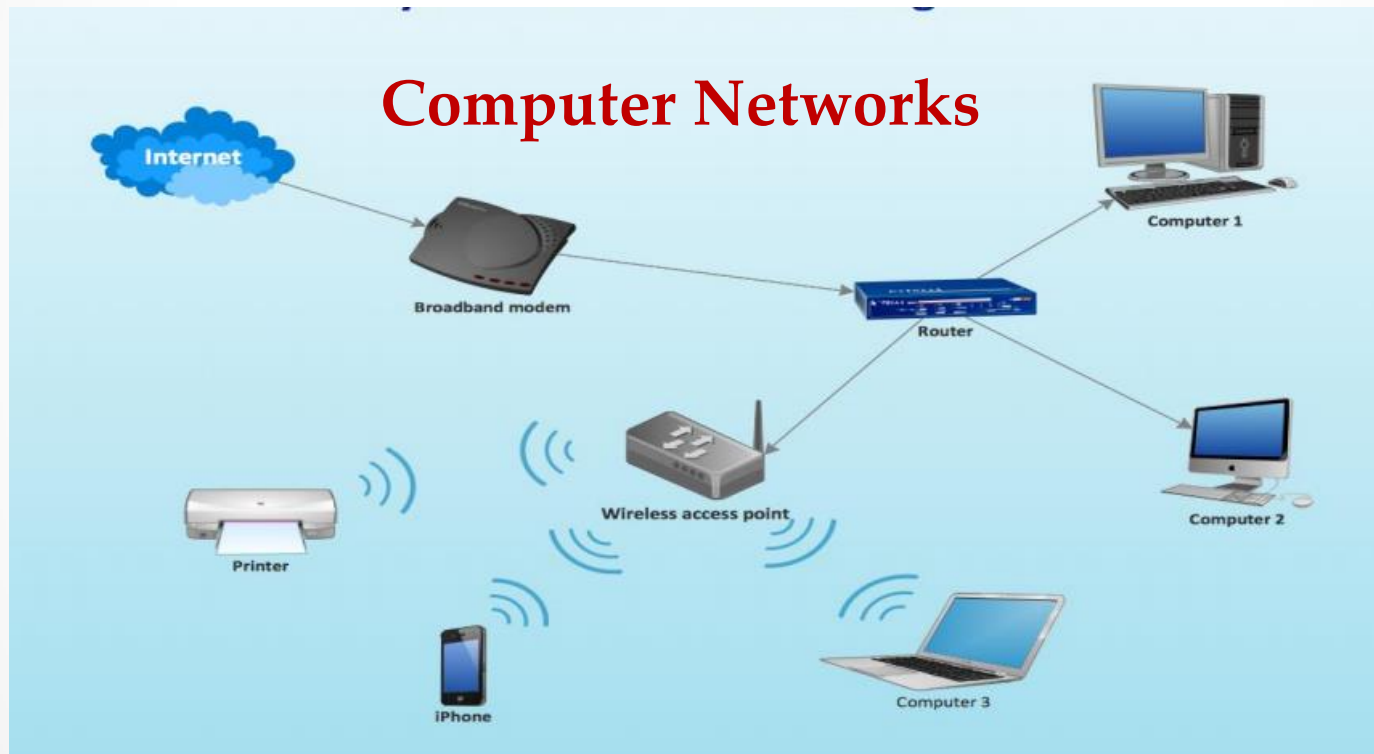 Computer Networks
Internet
Computer 1
Broadband modem
Router
Wireless access point
Computer 2
Printer
Computer 3
iPhone